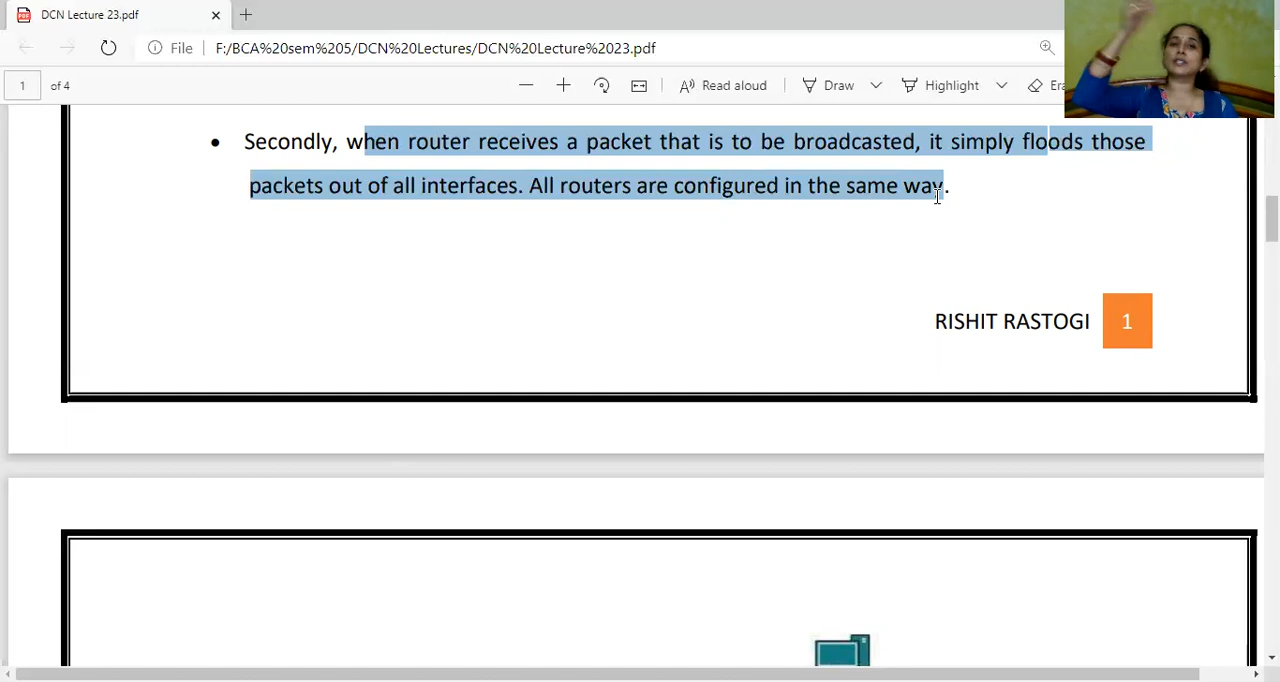 DCN Lecture 23.pdf
File
F:/BCA%20sem%205/DCN%20Lectures/DCN%20Lecture%2023.pdf
1 of 4
Read aloud
Draw
Highlight
Era
• Secondly, when router receives a packet that is to be broadcasted, it simply floods those
packets out of all interfaces. All routers are configured in the same way.
RISHIT RASTOGI 1